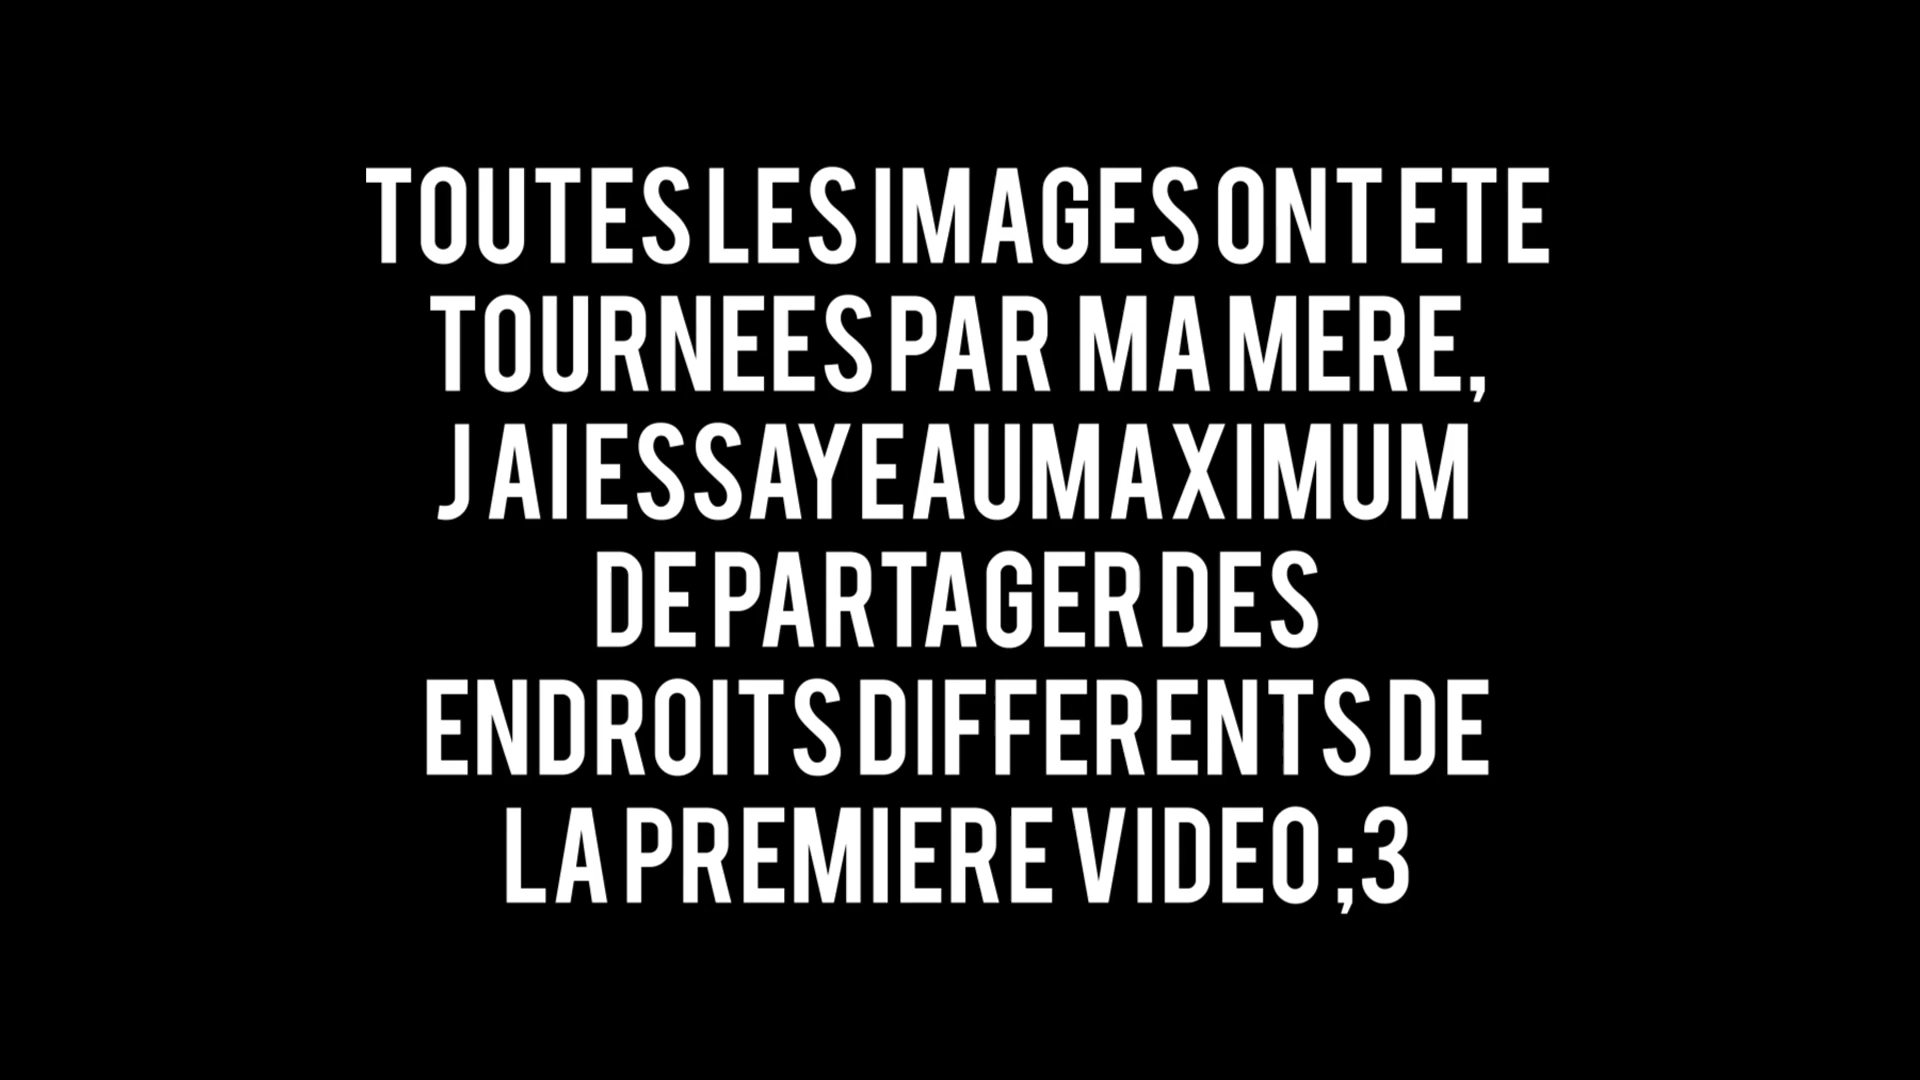 TOUTES LES IMAGES ONT ETE
TOURNEES PAR MA MERE,
J AI ESSAYE AU MAXIMUM
DE PARTAGER DES
ENDROITS DIFFERENTS DE
LA PREMIERE VIDEO ;3